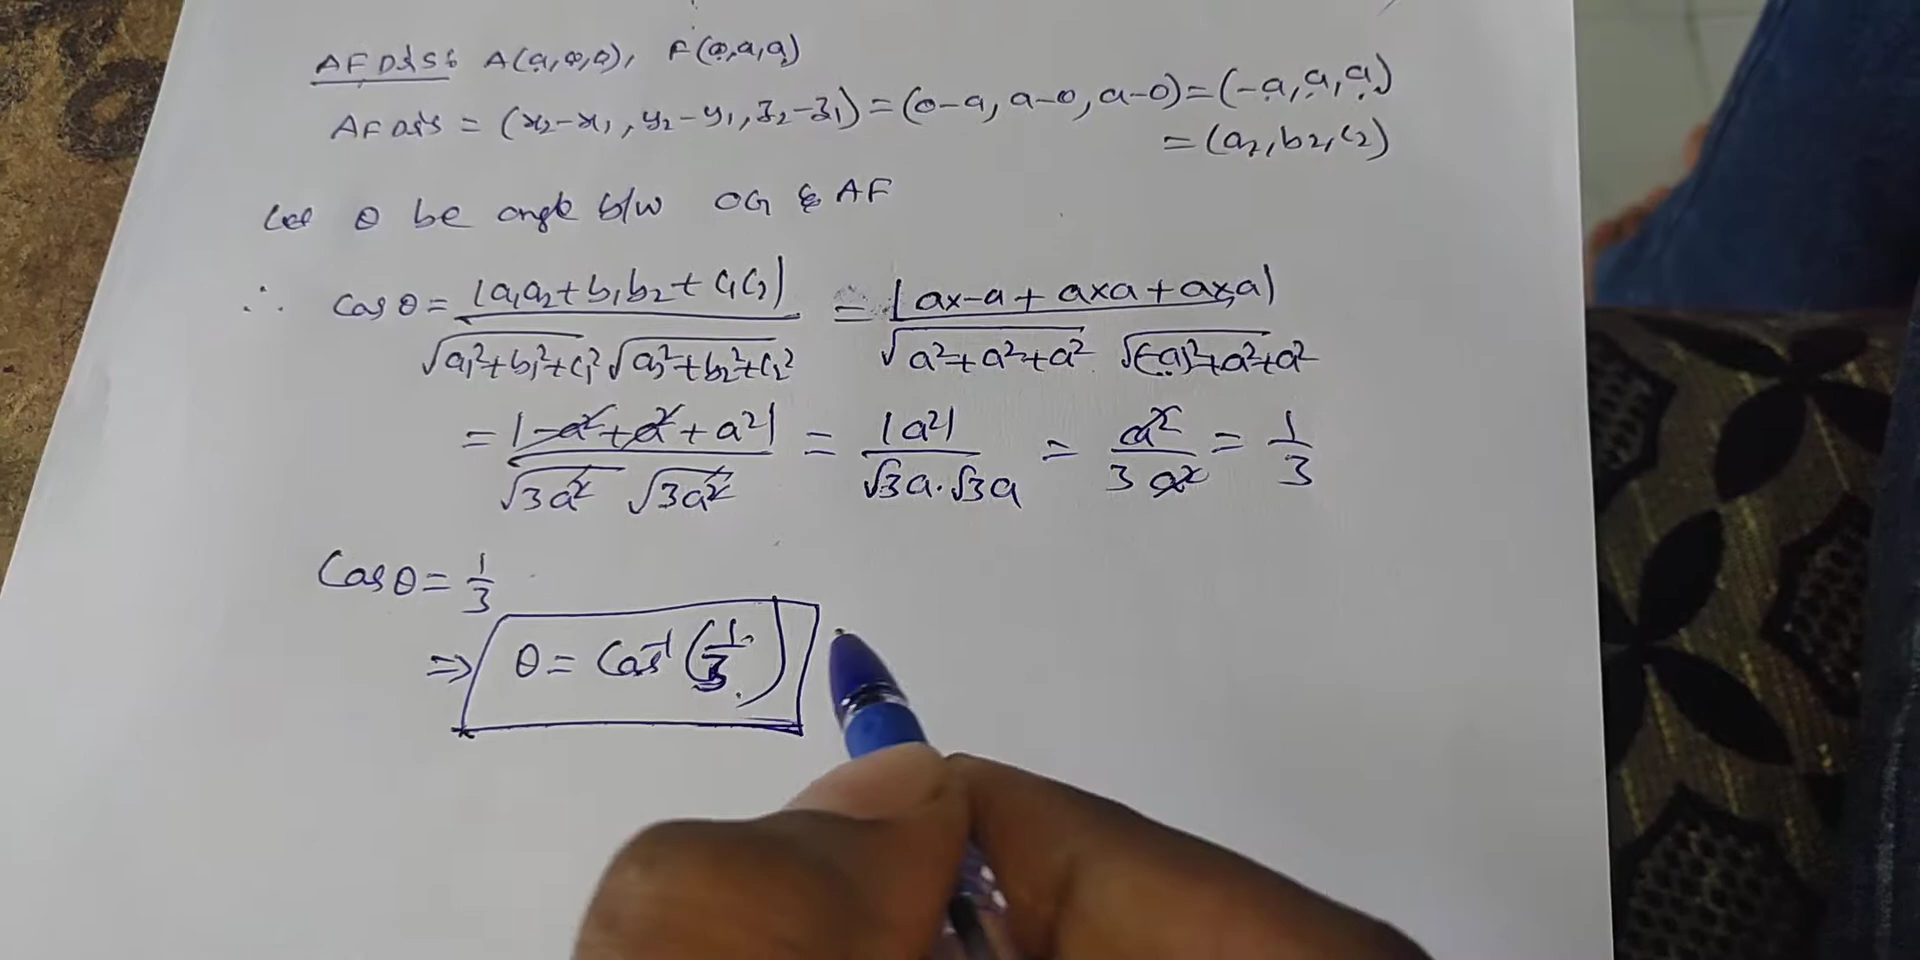 AF D.r's: A(a,0,0), F(0,a,a)
AF d.r's = (x₂-x₁, y₂-y₁, z₂-z₁) = (0-a, a-0, a-0) = (-a, a, a)
= (a₂, b₂, c₂)
Let θ be angle b/w OG & AF
∴ Cos θ = |a₁a₂+b₁b₂+c₁c₂| / √a₁²+b₁²+c₁² √a₂²+b₂²+c₂² = |ax-a + axa + axa| / √a²+a²+a² √(-a)²+a²+a²
= |-a²+a²+a²| / √3a² √3a² = |a²| / √3a·√3a = a² / 3a² = 1/3
Cos θ = 1/3
⇒ θ = Cos⁻¹(1/3)